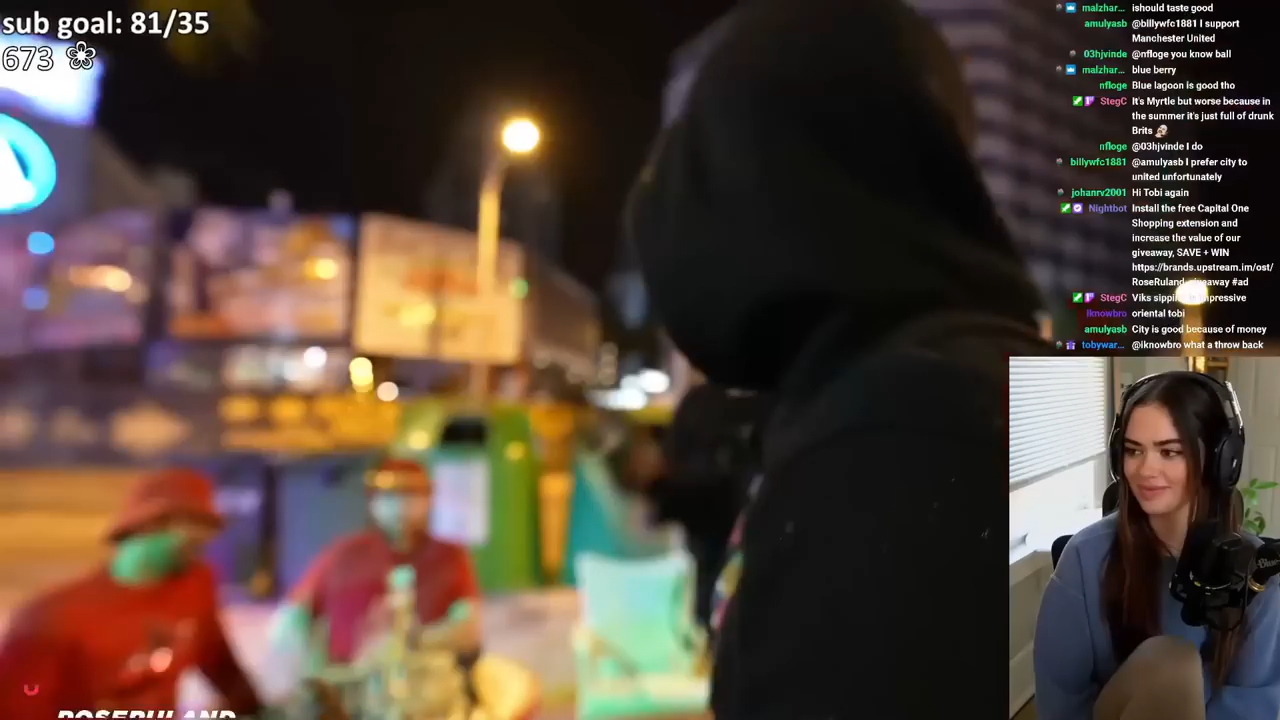 sub goal: 81/35
673
malzhar... ishould taste good
amulyasb @billywfc1881 I support
Manchester United
03hjvinde @nfloge you know ball
malzhar... blue berry
nfloge Blue lagoon is good tho
StegC It's Myrtle but worse because in
the summer it's just full of drunk
Brits
nfloge @03hjvinde I do
billywfc1881 @amulyasb I prefer city to
united unfortunately
johanrv2001 Hi Tobi again
Nightbot Install the free Capital One
Shopping extension and
increase the value of our
giveaway, SAVE + WIN
https://brands.upstream.im/ost/
RoseRuland_giveaway #ad
StegC Viks sipping
iknowbro oriental tobi
amulyasb City is good because of money
tobywar... @iknowbro what a throw back
ROSERULAND